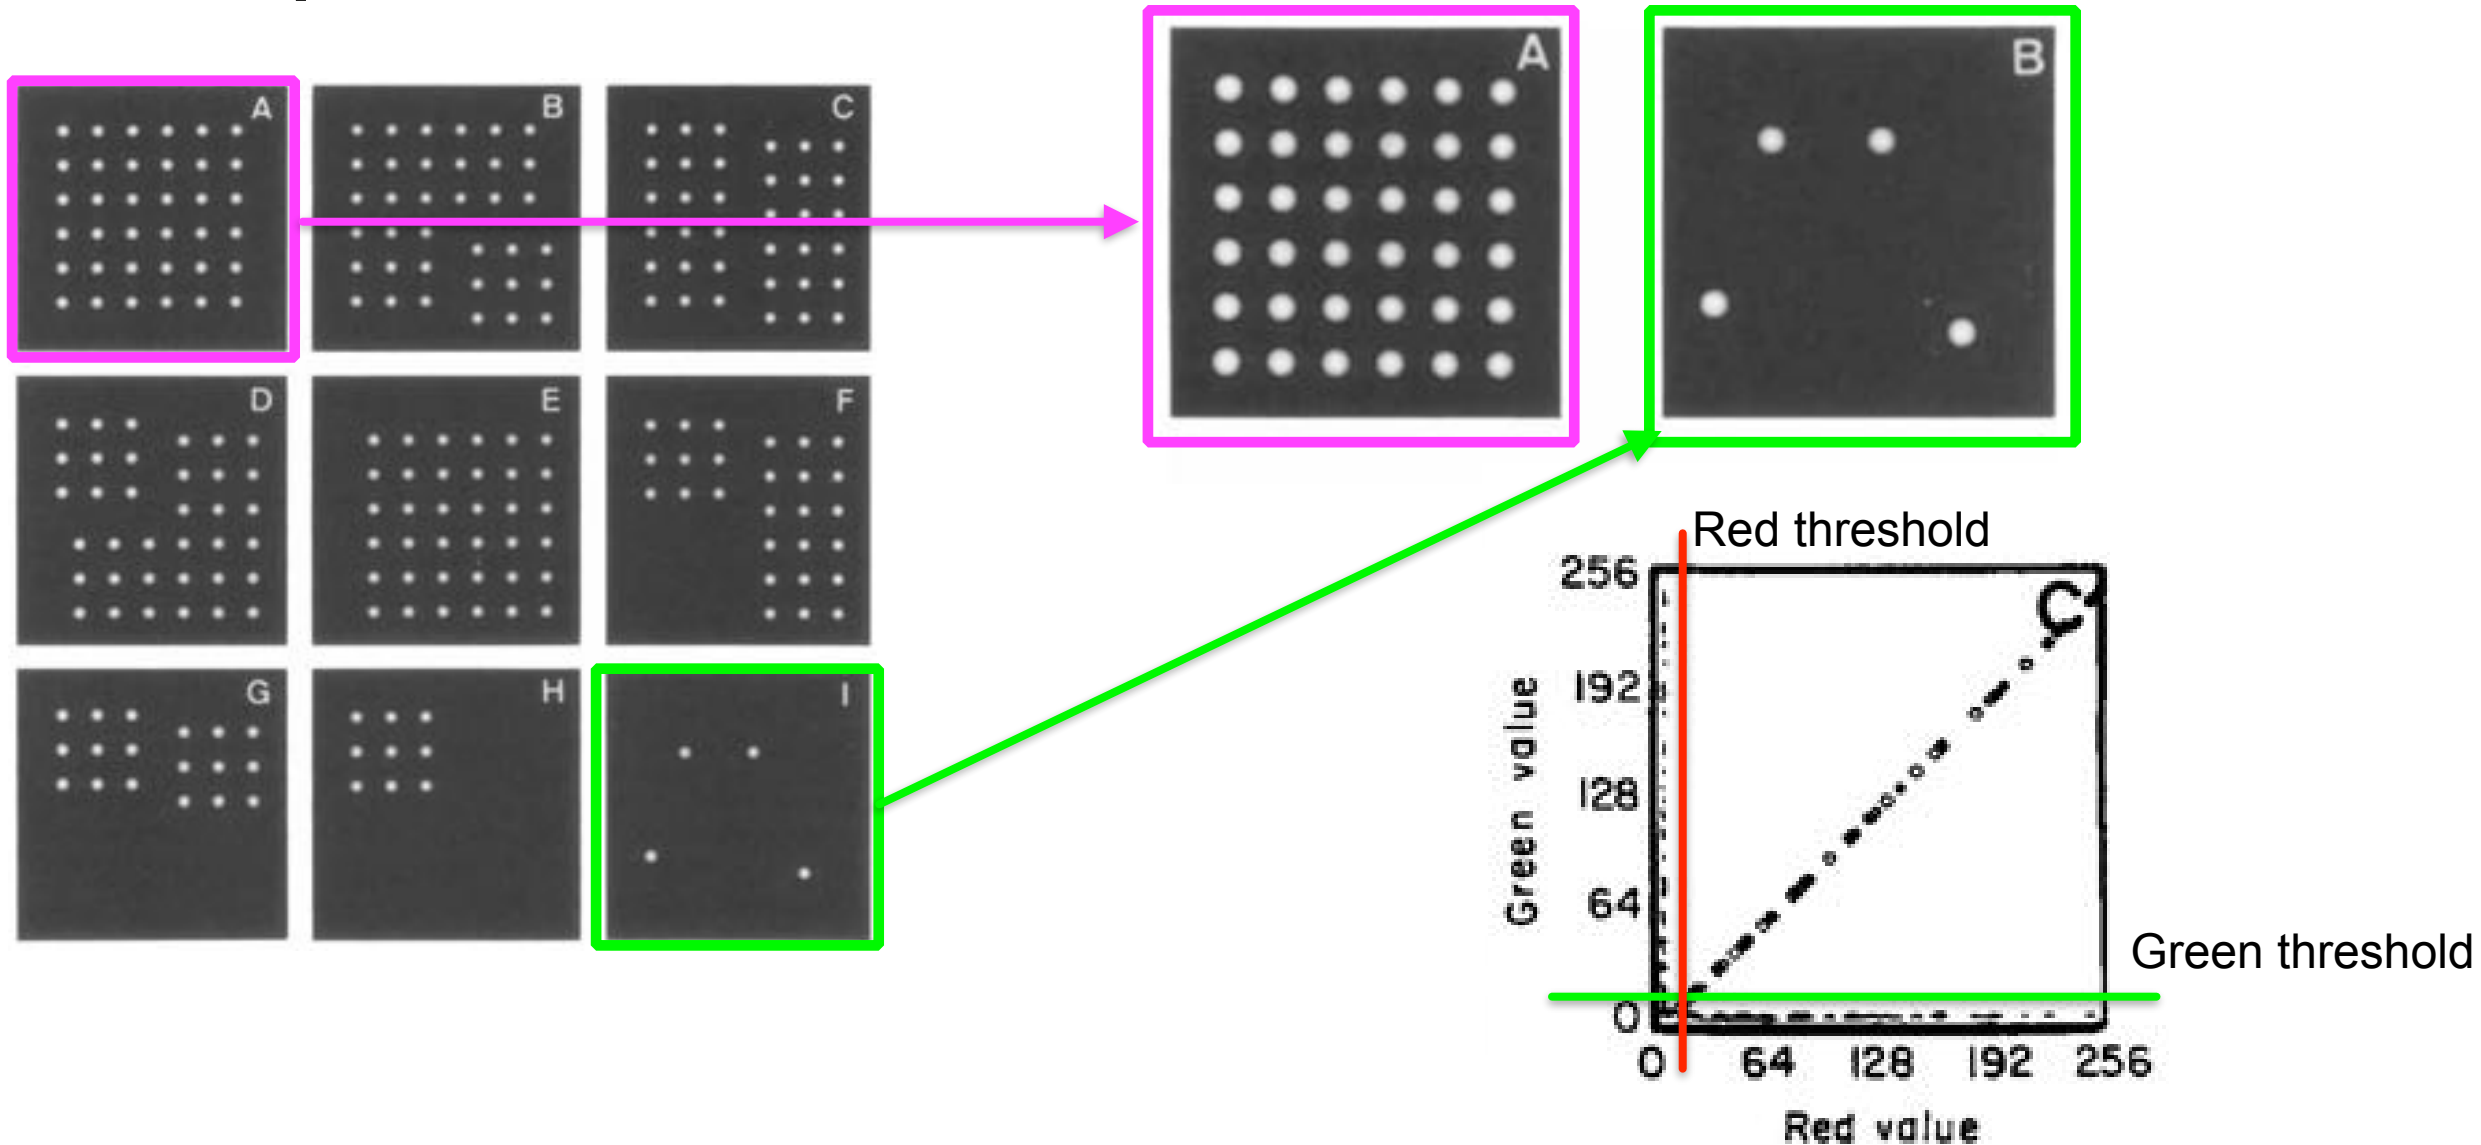 A
B
C
D
E
F
G
H
I
A
B
Red threshold
256
192
128
64
0
C
Green value
Green threshold
0 64 128 192 256
Red value